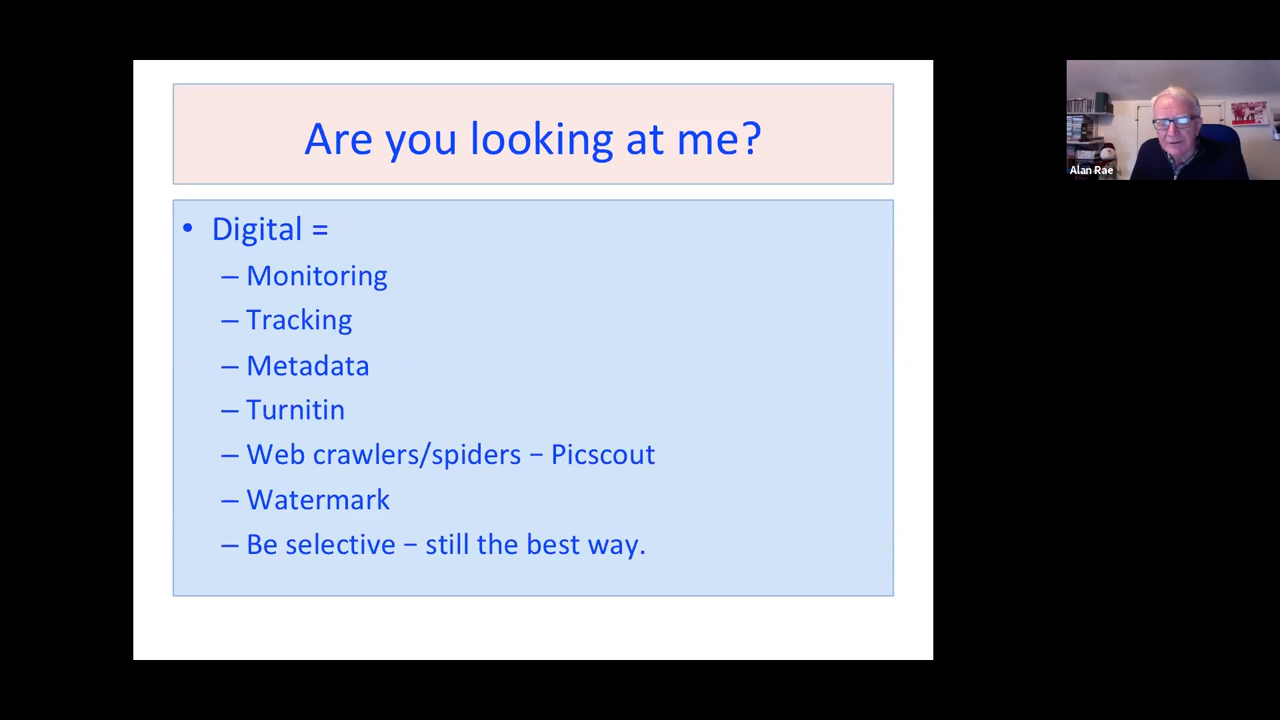 Are you looking at me?
• Digital =
– Monitoring
– Tracking
– Metadata
– Turnitin
– Web crawlers/spiders – Picscout
– Watermark
– Be selective – still the best way.
Alan Rae